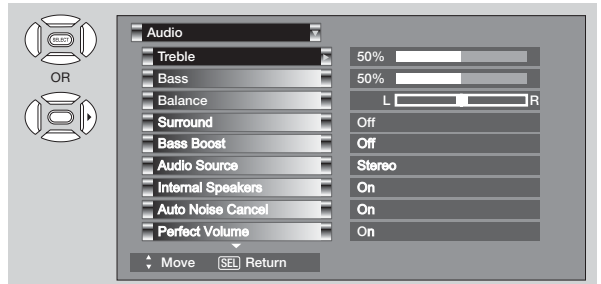 SELECT
OR
Audio
Treble 50%
Bass 50%
Balance L R
Surround Off
Bass Boost Off
Audio Source Stereo
Internal Speakers On
Auto Noise Cancel On
Perfect Volume On
Move SEL Return